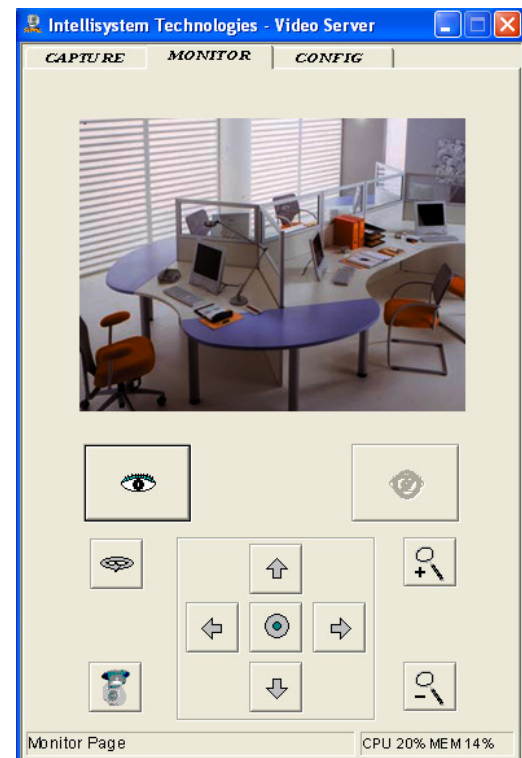 Intellisystem Technologies - Video Server
CAPTURE MONITOR CONFIG
Monitor Page CPU 20% MEM 14%